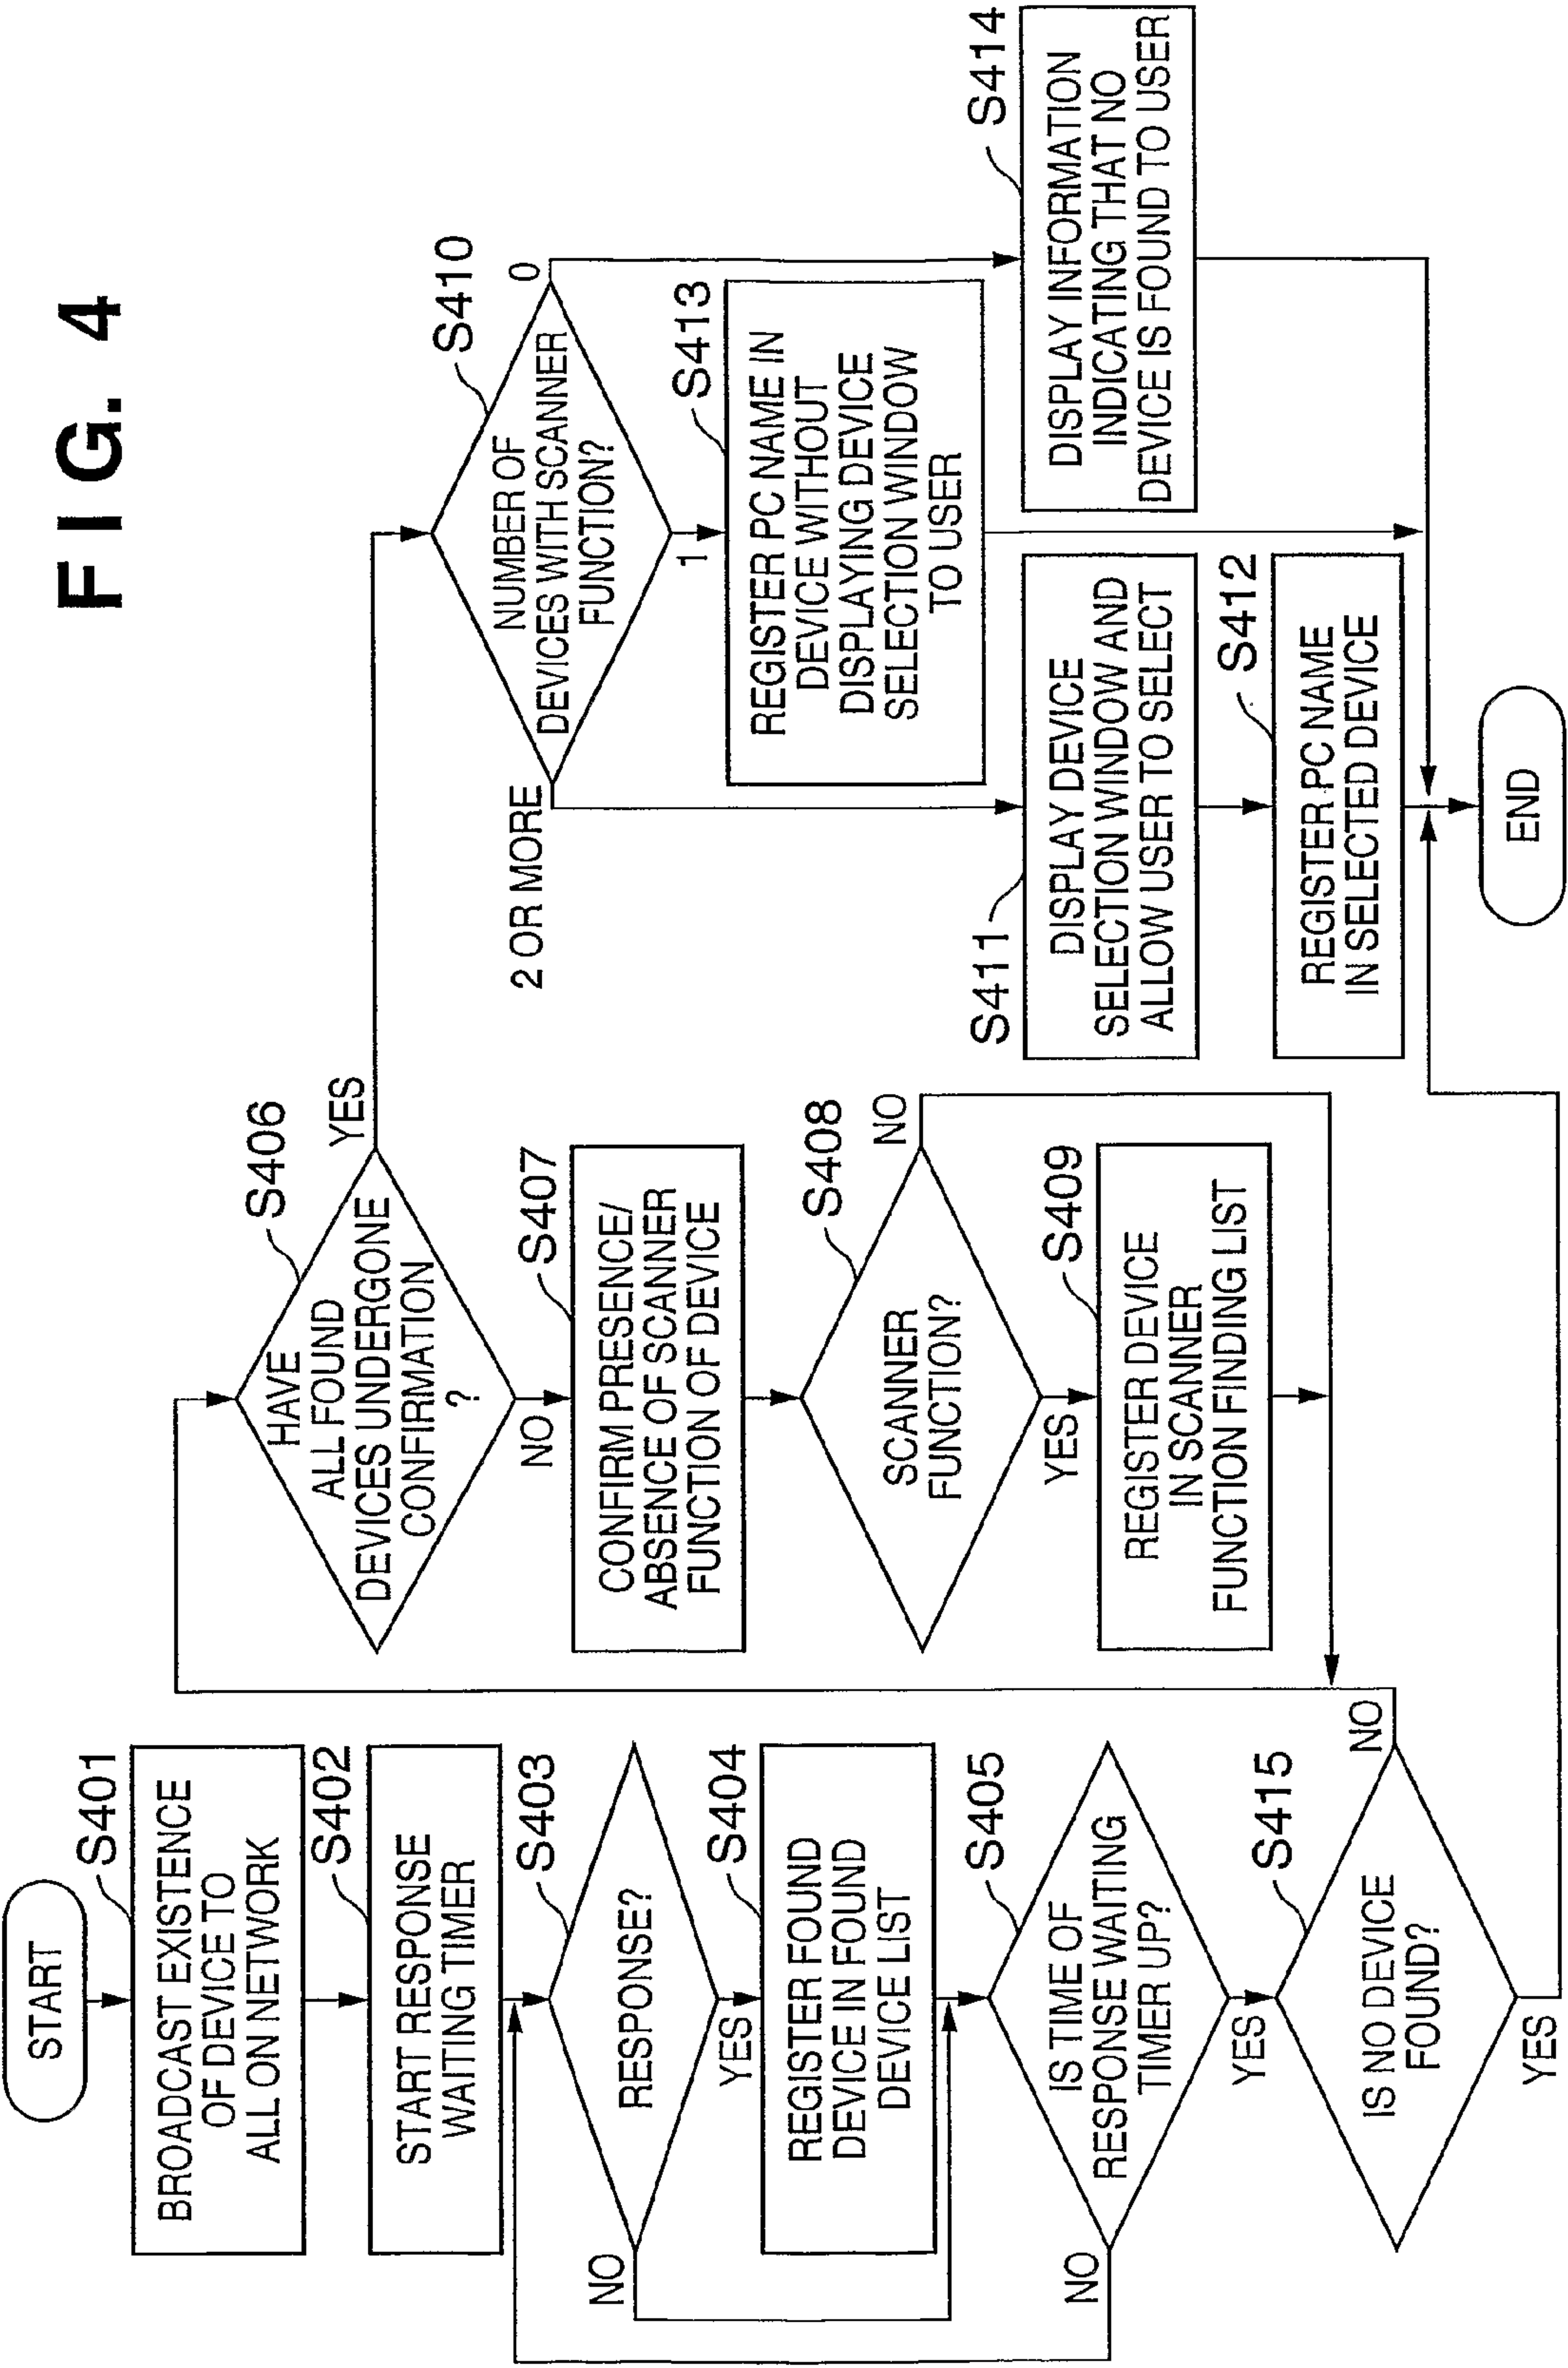 FIG. 4
START
S401
BROADCAST EXISTENCE
OF DEVICE TO
ALL ON NETWORK
S402
START RESPONSE
WAITING TIMER
S403
RESPONSE?
NO
YES
S404
REGISTER FOUND
DEVICE IN FOUND
DEVICE LIST
S405
IS TIME OF
RESPONSE WAITING
TIMER UP?
NO
YES
S415
IS NO DEVICE
FOUND?
NO
YES
S406
HAVE
ALL FOUND
DEVICES UNDERGONE
CONFIRMATION
?
YES
NO
S407
CONFIRM PRESENCE/
ABSENCE OF SCANNER
FUNCTION OF DEVICE
S408
SCANNER
FUNCTION?
NO
YES
S409
REGISTER DEVICE
IN SCANNER
FUNCTION FINDING LIST
S410
NUMBER OF
DEVICES WITH SCANNER
FUNCTION?
2 OR MORE
1
0
S413
REGISTER PC NAME IN
DEVICE WITHOUT
DISPLAYING DEVICE
SELECTION WINDOW
TO USER
S411
DISPLAY DEVICE
SELECTION WINDOW AND
ALLOW USER TO SELECT
S414
DISPLAY INFORMATION
INDICATING THAT NO
DEVICE IS FOUND TO USER
S412
REGISTER PC NAME
IN SELECTED DEVICE
END